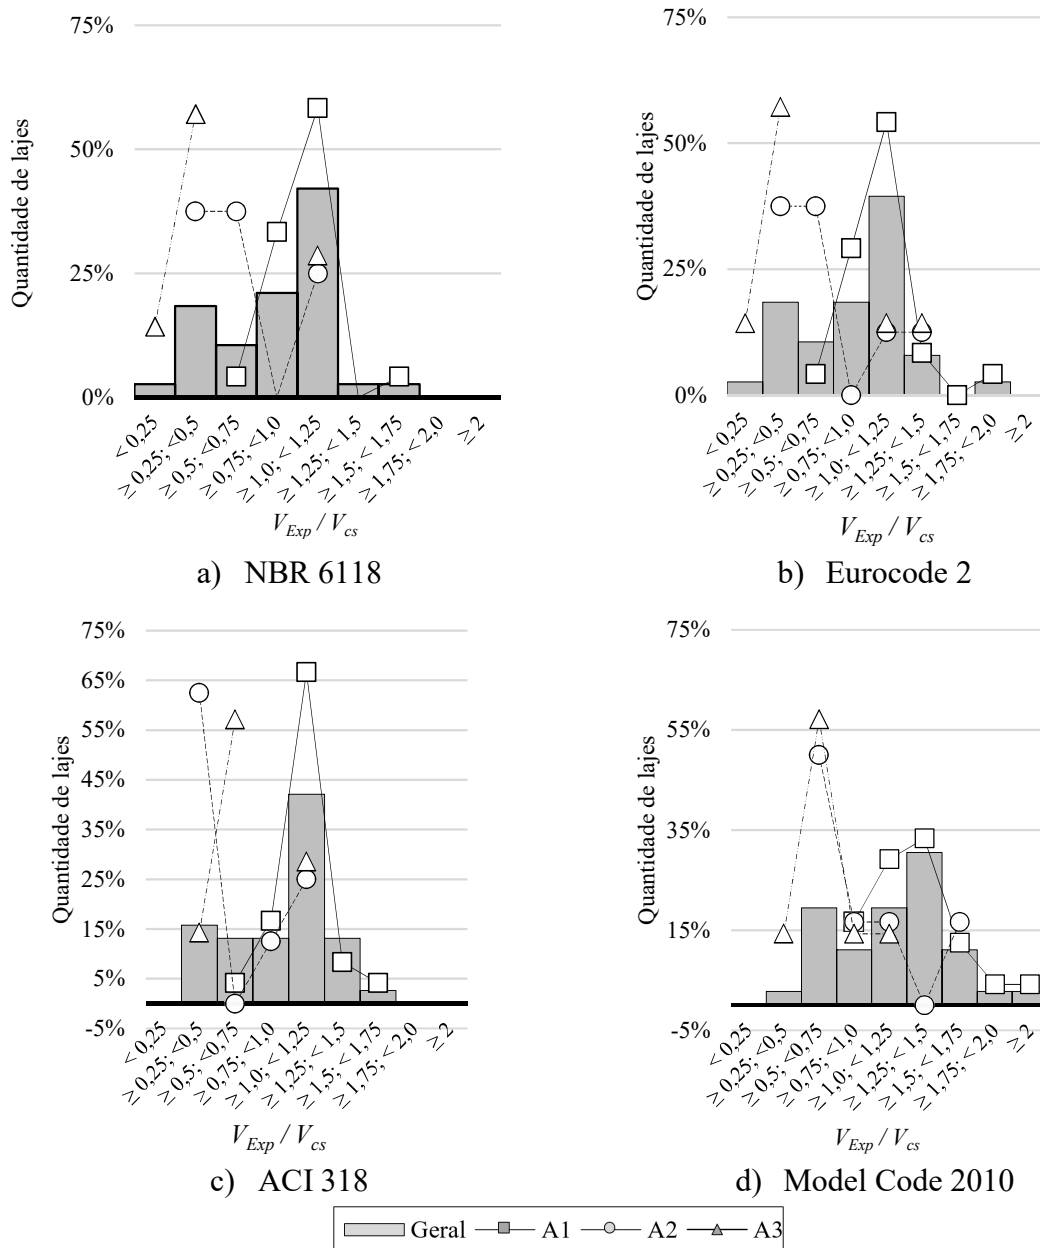 75%
50%
25%
0%
Quantidade de lajes
< 0,25
≥ 0,25; <0,5
≥ 0,5; <0,75
≥ 0,75; <1,0
≥ 1,0; < 1,25
≥ 1,25; < 1,5
≥ 1,5; < 1,75
≥ 1,75; < 2,0
≥ 2
V_Exp / V_cs
a) NBR 6118
75%
50%
25%
0%
Quantidade de lajes
< 0,25
≥ 0,25; <0,5
≥ 0,5; <0,75
≥ 0,75; <1,0
≥ 1,0; < 1,25
≥ 1,25; < 1,5
≥ 1,5; < 1,75
≥ 1,75; < 2,0
≥ 2
V_Exp / V_cs
b) Eurocode 2
75%
65%
55%
45%
35%
25%
15%
5%
-5%
Quantidade de lajes
< 0,25
≥ 0,25; <0,5
≥ 0,5; <0,75
≥ 0,75; <1,0
≥ 1,0; < 1,25
≥ 1,25; < 1,5
≥ 1,5; < 1,75
≥ 1,75; < 2,0
≥ 2
V_Exp / V_cs
c) ACI 318
75%
55%
35%
15%
-5%
Quantidade de lajes
< 0,25
≥ 0,25; <0,5
≥ 0,5; <0,75
≥ 0,75; <1,0
≥ 1,0; < 1,25
≥ 1,25; < 1,5
≥ 1,5; < 1,75
≥ 1,75; < 2,0
≥ 2
V_Exp / V_cs
d) Model Code 2010
Geral A1 A2 A3